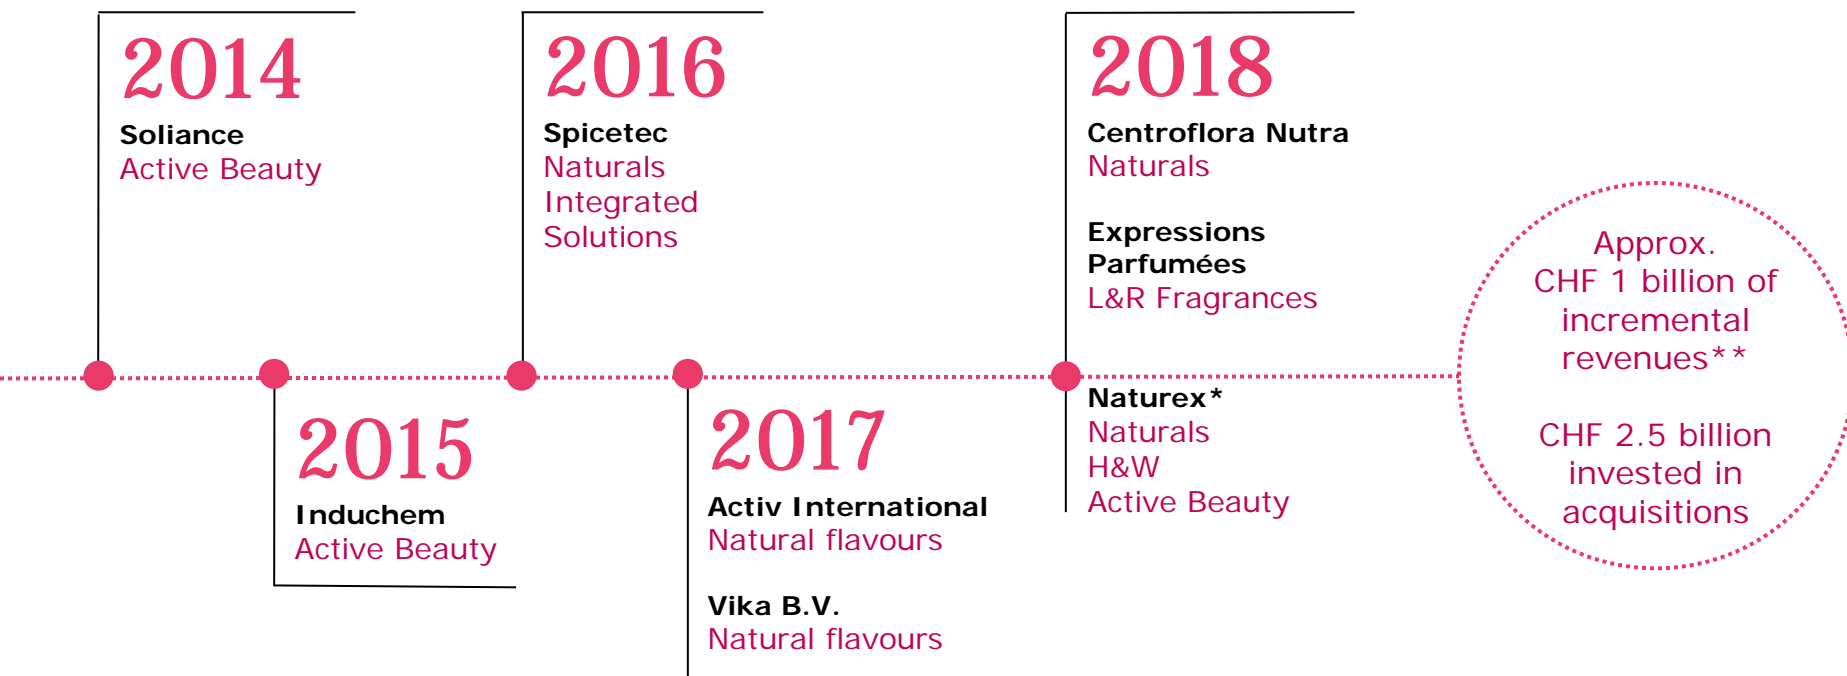 2014
Soliance
Active Beauty
2015
Induchem
Active Beauty
2016
Spicetec
Naturals
Integrated
Solutions
2017
Activ International
Natural flavours
Vika B.V.
Natural flavours
2018
Centroflora Nutra
Naturals
Expressions
Parfumées
L&R Fragrances
Naturex*
Naturals
H&W
Active Beauty
Approx.
CHF 1 billion of
incremental
revenues**
CHF 2.5 billion
invested in
acquisitions